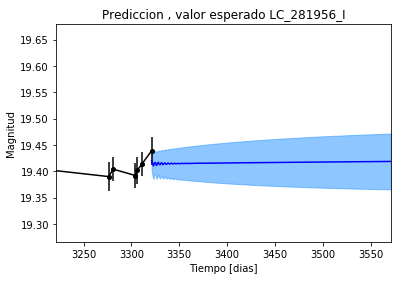 Prediccion , valor esperado LC_281956_I
Magnitud
19.65
19.60
19.55
19.50
19.45
19.40
19.35
19.30
3250 3300 3350 3400 3450 3500 3550
Tiempo [dias]